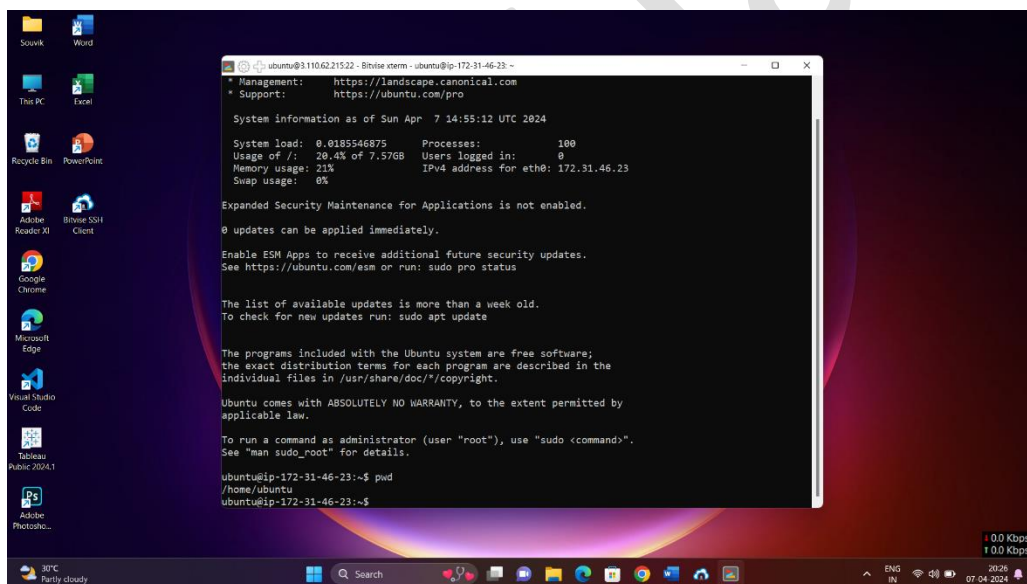 Souvik
Word
This PC
Excel
Recycle Bin
PowerPoint
Adobe
Reader XI
Bitvise SSH
Client
Google
Chrome
Microsoft
Edge
Visual Studio
Code
Tableau
Public 2024.1
Adobe
Photosho...
ubuntu@3.110.62.215:22 - Bitvise xterm - ubuntu@ip-172-31-46-23: ~
* Management:     https://landscape.canonical.com
* Support:        https://ubuntu.com/pro
System information as of Sun Apr  7 14:55:12 UTC 2024
System load:  0.0185546875      Processes:             100
Usage of /:   20.4% of 7.57GB   Users logged in:       0
Memory usage: 21%               IPv4 address for eth0: 172.31.46.23
Swap usage:   0%
Expanded Security Maintenance for Applications is not enabled.
0 updates can be applied immediately.
Enable ESM Apps to receive additional future security updates.
See https://ubuntu.com/esm or run: sudo pro status
The list of available updates is more than a week old.
To check for new updates run: sudo apt update
The programs included with the Ubuntu system are free software;
the exact distribution terms for each program are described in the
individual files in /usr/share/doc/*/copyright.
Ubuntu comes with ABSOLUTELY NO WARRANTY, to the extent permitted by
applicable law.
To run a command as administrator (user "root"), use "sudo <command>".
See "man sudo_root" for details.
ubuntu@ip-172-31-46-23:~$ pwd
/home/ubuntu
ubuntu@ip-172-31-46-23:~$
0.0 Kbps
0.0 Kbps
30°C
Partly cloudy
Search
ENG
IN
20:26
07-04-2024